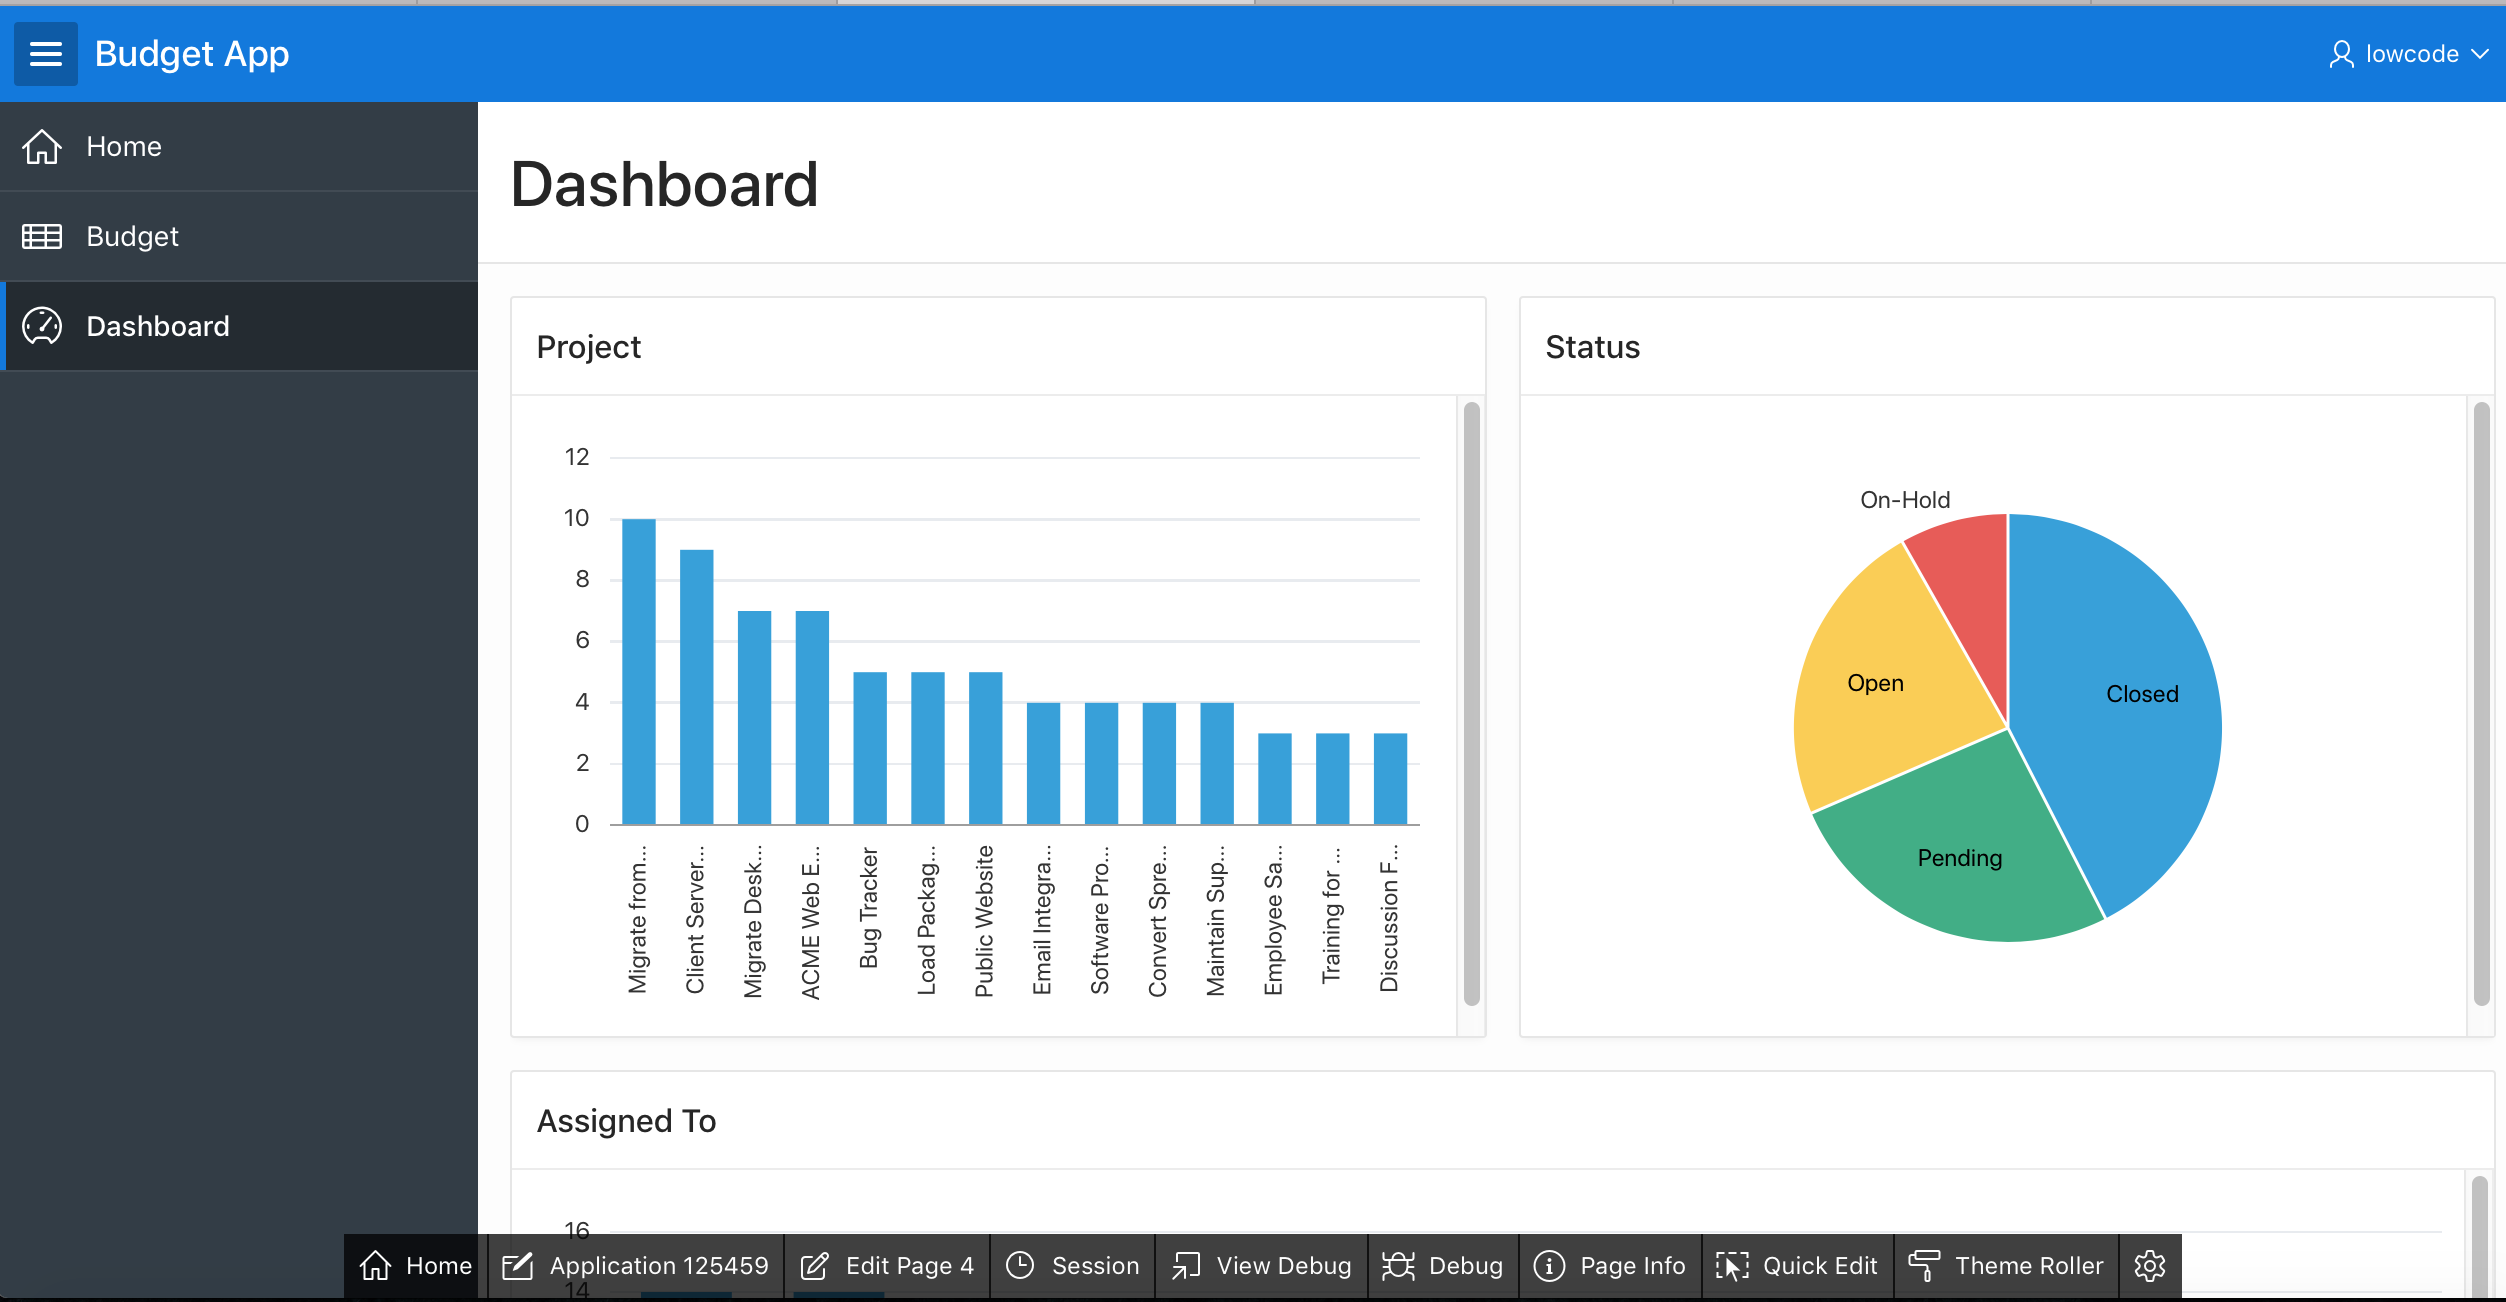 Budget App
lowcode
Home
Budget
Dashboard
Dashboard
Project
12
10
8
6
4
2
0
Migrate from...
Client Server...
Migrate Desk...
ACME Web E...
Bug Tracker
Load Packag...
Public Website
Email Integra...
Software Pro...
Convert Spre...
Maintain Sup...
Employee Sa...
Training for ...
Discussion F...
Status
On-Hold
Open
Closed
Pending
Assigned To
16
14
Home
Application 125459
Edit Page 4
Session
View Debug
Debug
Page Info
Quick Edit
Theme Roller